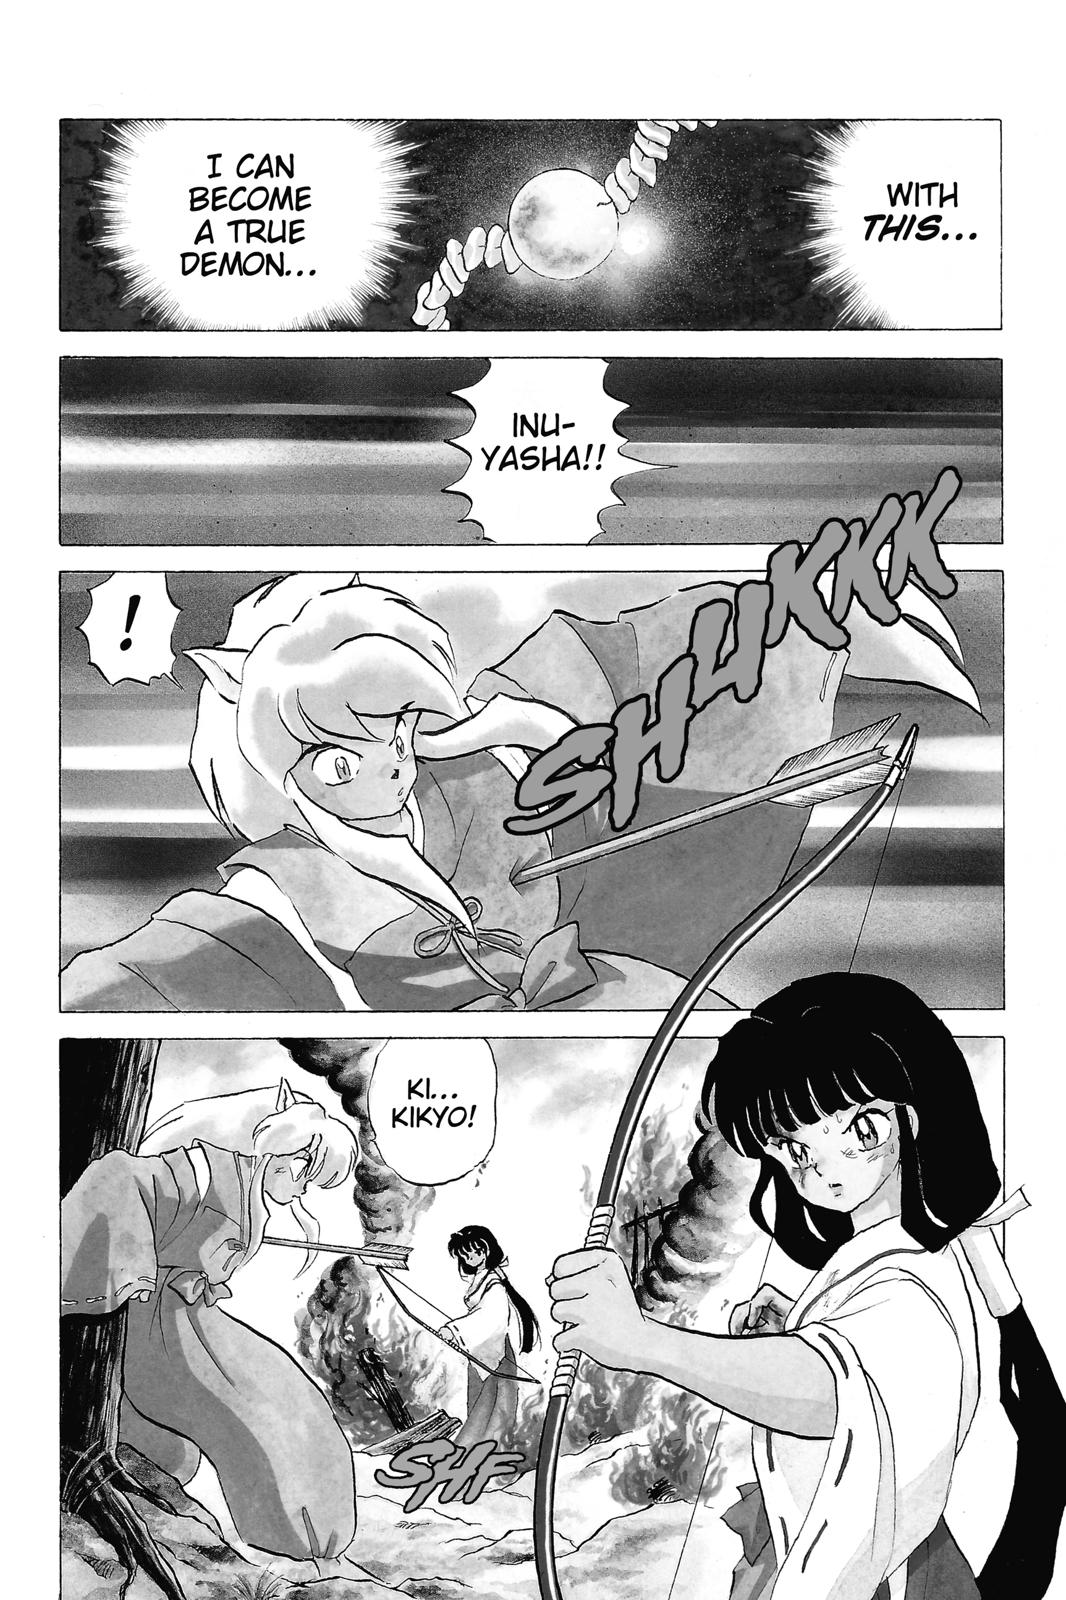 WITH
THIS...
I CAN
BECOME
A TRUE
DEMON...
INU-
YASHA!!
!
SHUKKK
KI...
KIKYO!
SHF